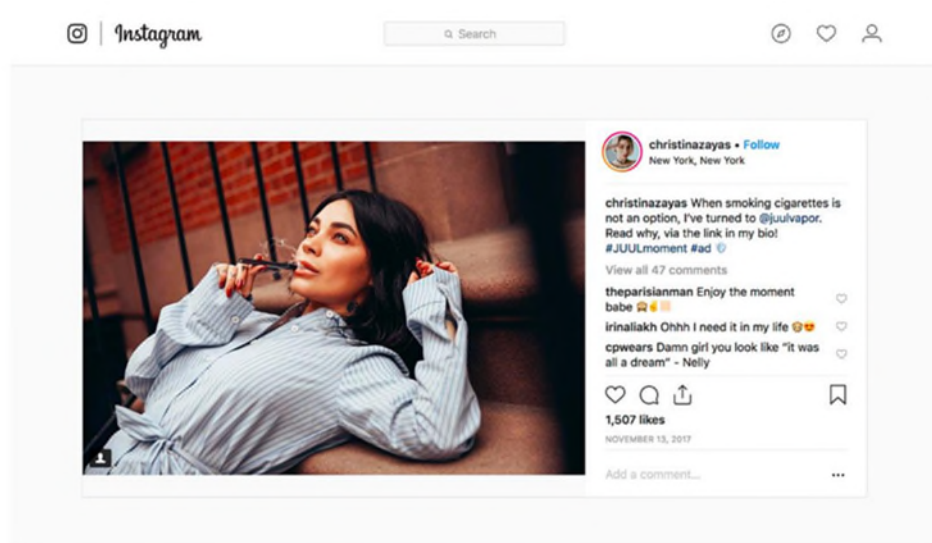 Instagram
Search
christinazayas • Follow
New York, New York
christinazayas When smoking cigarettes is
not an option, I've turned to @juulvapor.
Read why, via the link in my bio!
#JUULmoment #ad
View all 47 comments
theparisianman Enjoy the moment
babe
irinaliakh Ohhh I need it in my life
cpwears Damn girl you look like "it was
all a dream" - Nelly
1,507 likes
NOVEMBER 13, 2017
Add a comment...